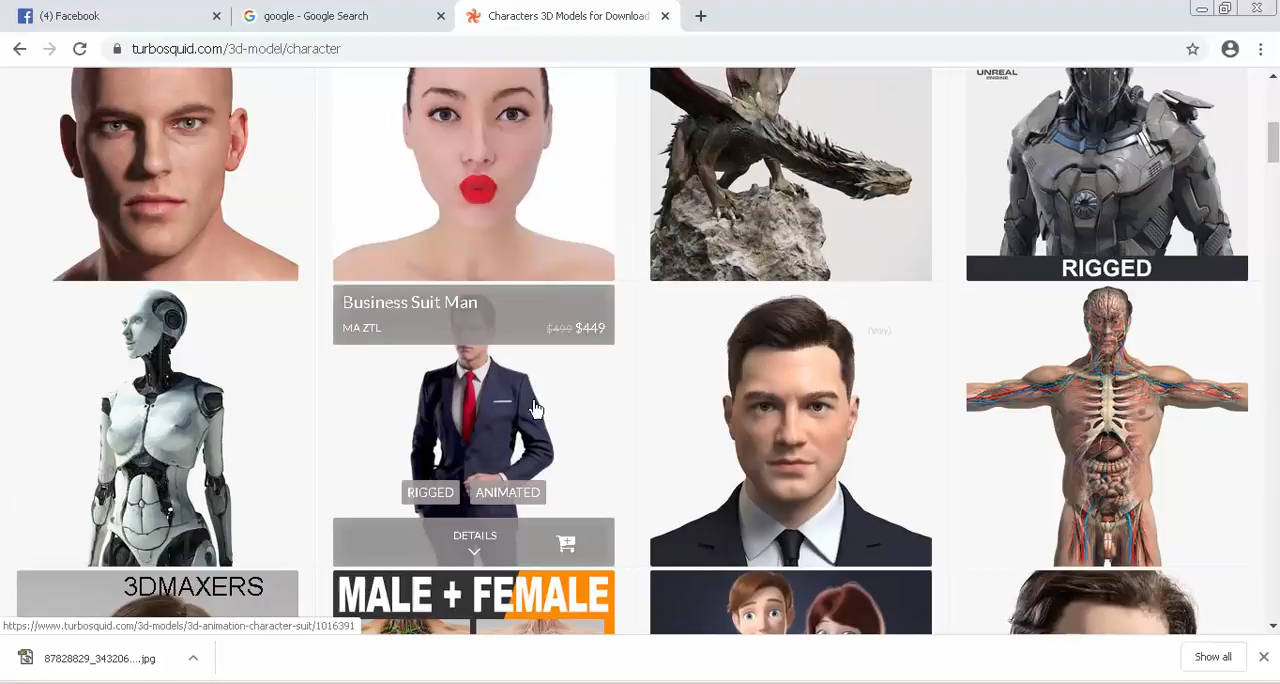 (4) Facebook
google - Google Search
Characters 3D Models for Download
turbosquid.com/3d-model/character
UNREAL
ENGINE
RIGGED
Business Suit Man
MA ZTL $499 $449
RIGGED ANIMATED
DETAILS
3DMAXERS
MALE + FEMALE
https://www.turbosquid.com/3d-models/3d-animation-character-suit/1016391
87828829_343206....jpg
Show all